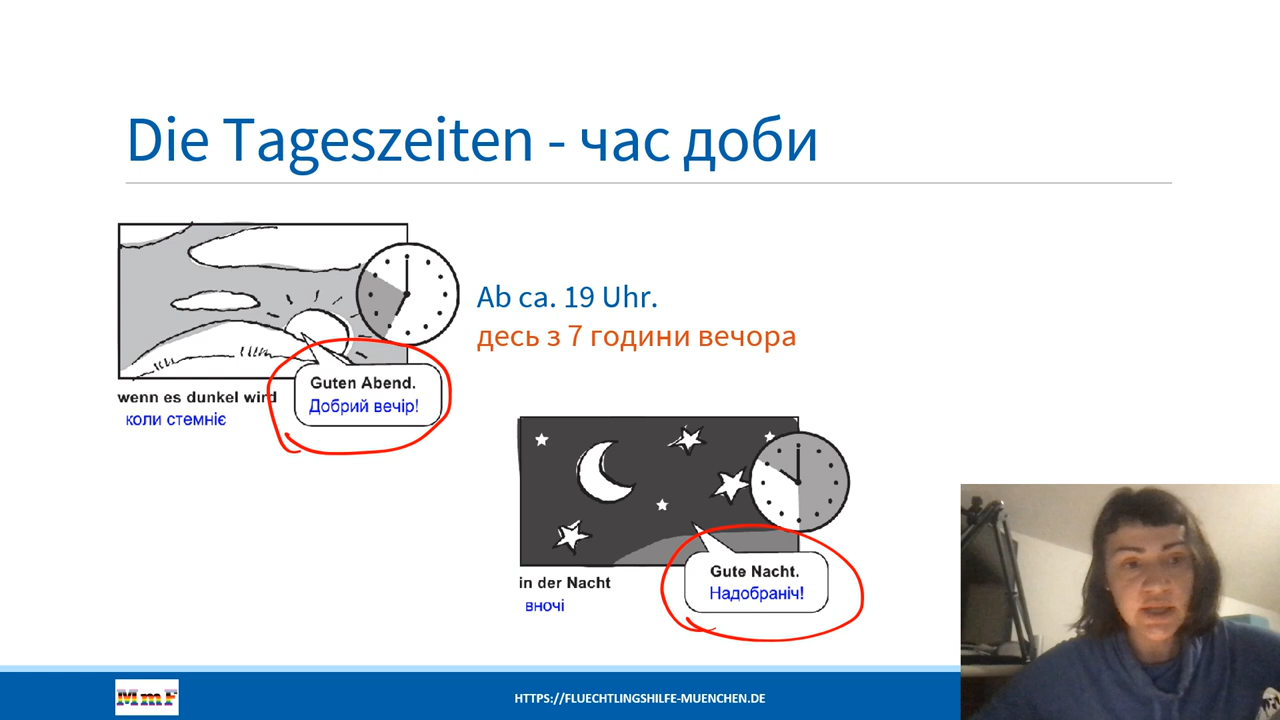 Die Tageszeiten - час доби
Ab ca. 19 Uhr.
десь з 7 години вечора
Guten Abend.
Добрий вечір!
wenn es dunkel wird
коли стемніє
Gute Nacht.
Надобраніч!
in der Nacht
вночі
MmF
HTTPS://FLUECHTLINGSHILFE-MUENCHEN.DE